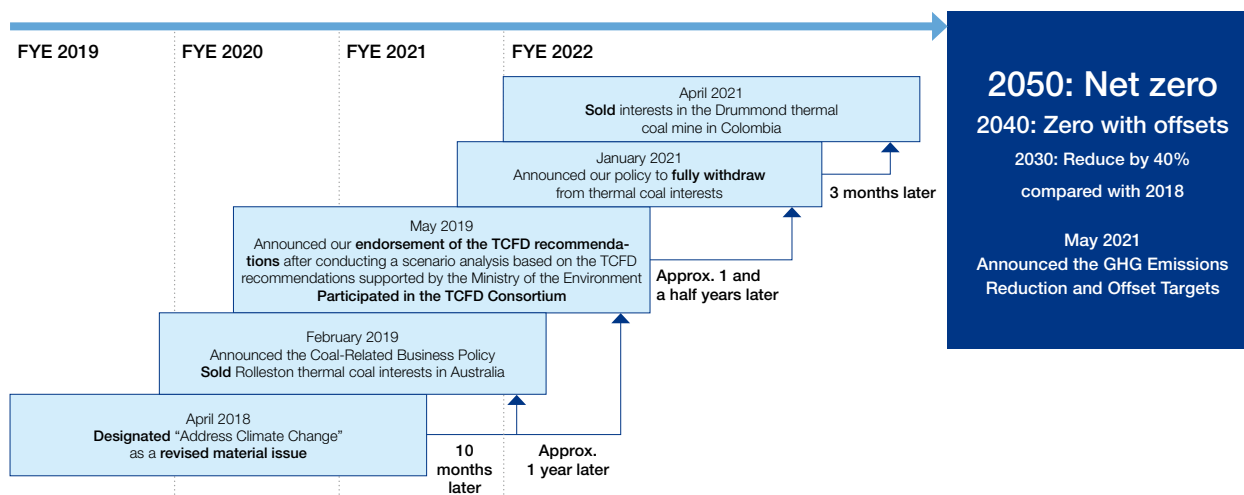 FYE 2019
FYE 2020
FYE 2021
FYE 2022
April 2021
Sold interests in the Drummond thermal
coal mine in Colombia
January 2021
Announced our policy to fully withdraw
from thermal coal interests
3 months later
May 2019
Announced our endorsement of the TCFD recommenda-
tions after conducting a scenario analysis based on the TCFD
recommendations supported by the Ministry of the Environment
Participated in the TCFD Consortium
Approx. 1 and
a half years later
February 2019
Announced the Coal-Related Business Policy
Sold Rolleston thermal coal interests in Australia
April 2018
Designated “Address Climate Change”
as a revised material issue
10
months
later
Approx.
1 year later
2050: Net zero
2040: Zero with offsets
2030: Reduce by 40%
compared with 2018
May 2021
Announced the GHG Emissions
Reduction and Offset Targets